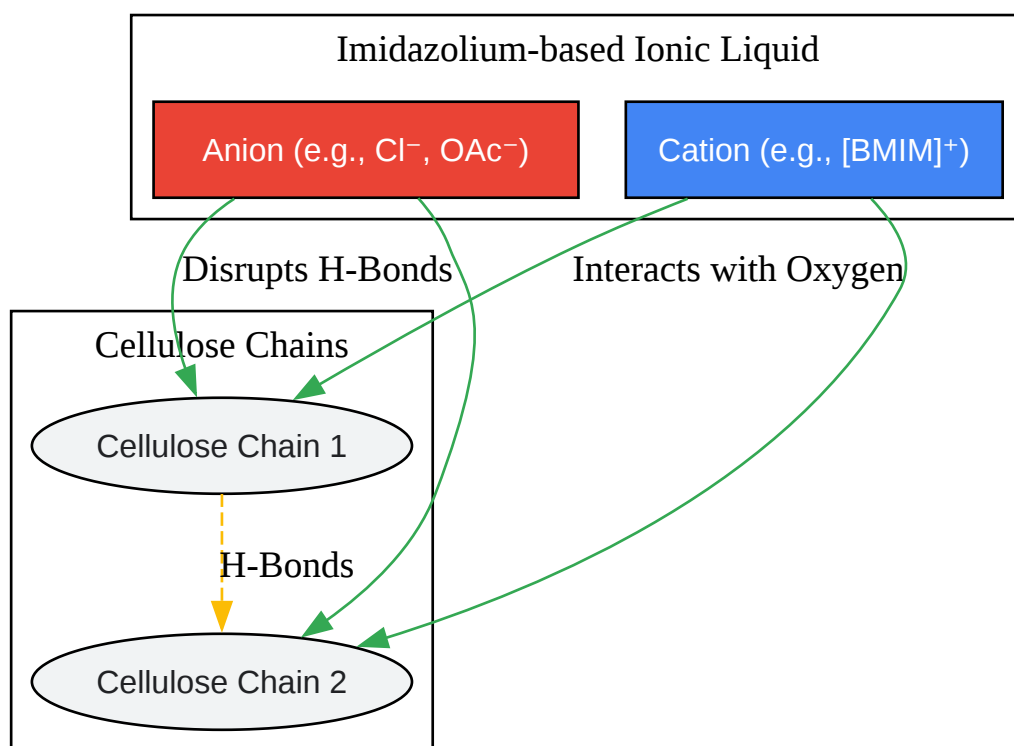 Imidazolium-based Ionic Liquid
Anion (e.g., Cl⁻, OAc⁻)
Cation (e.g., [BMIM]⁺)
Disrupts H-Bonds
Interacts with Oxygen
Cellulose Chains
Cellulose Chain 1
H-Bonds
Cellulose Chain 2